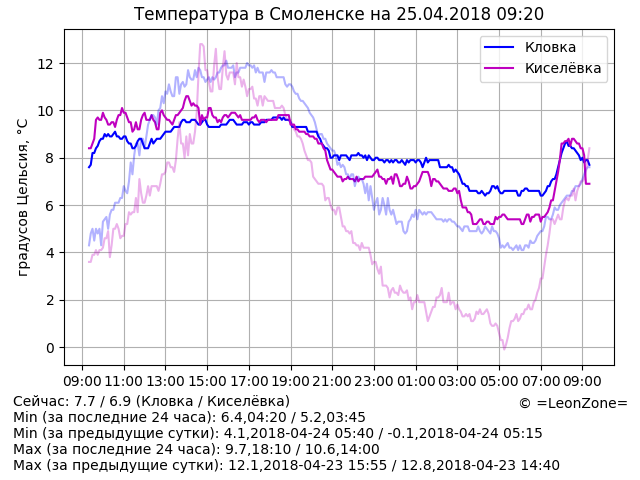 Температура в Смоленске на 25.04.2018 09:20
Кловка
Киселёвка
градусов Цельсия, °C
12
10
8
6
4
2
0
09:00 11:00 13:00 15:00 17:00 19:00 21:00 23:00 01:00 03:00 05:00 07:00 09:00
Сейчас: 7.7 / 6.9 (Кловка / Киселёвка)
© =LeonZone=
Min (за последние 24 часа): 6.4,04:20 / 5.2,03:45
Min (за предыдущие сутки): 4.1,2018-04-24 05:40 / -0.1,2018-04-24 05:15
Max (за последние 24 часа): 9.7,18:10 / 10.6,14:00
Max (за предыдущие сутки): 12.1,2018-04-23 15:55 / 12.8,2018-04-23 14:40